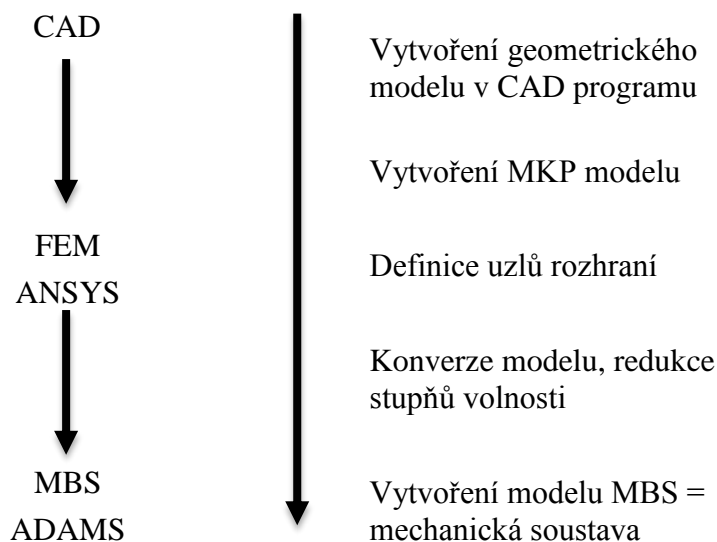 CAD
Vytvoření geometrického
modelu v CAD programu
Vytvoření MKP modelu
FEM
ANSYS
Definice uzlů rozhraní
Konverze modelu, redukce
stupňů volnosti
MBS
ADAMS
Vytvoření modelu MBS =
mechanická soustava